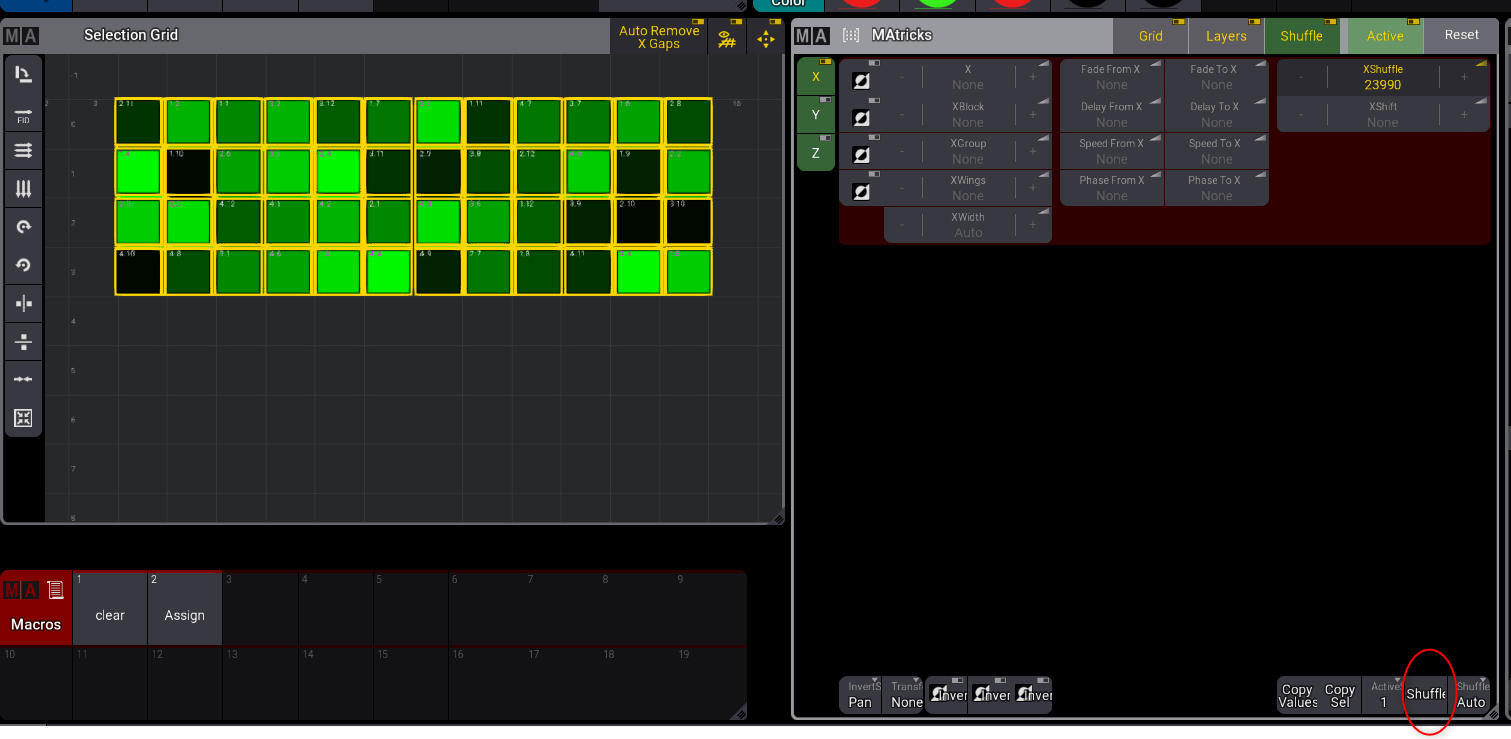 Color
MA Selection Grid
Auto Remove
X Gaps
MA MAtricks
Grid Layers Shuffle Active Reset
FID
-1
2 3 16
0
1
2
3
4
5
6
7
8
2.11 1.2 1.1 3.12 1.7 1.11 4.7 3.7 1.6 2.8
1.10 2.6 3.11 2.9 3.8 2.12 1.9
4.12 4.1 2.1 3.6 1.12 3.9 2.10 3.10
4.10 4.8 3.1 4.6 4.9 2.7 1.8 4.11
X
Y
Z
- X None +
- XBlock None +
- XGroup None +
- XWings None +
- XWidth Auto +
Fade From X None
Fade To X None
Delay From X None
Delay To X None
Speed From X None
Speed To X None
Phase From X None
Phase To X None
- XShuffle 23990 +
- XShift None +
MA
Macros
1 2 3 4 5 6 7 8 9
clear Assign
10 11 12 13 14 15 16 17 18 19
InvertS
Pan
Transf
None
Inver Inver Inver
Copy
Values
Copy
Sel
Active
1
Shuffle
Shuffle
Auto